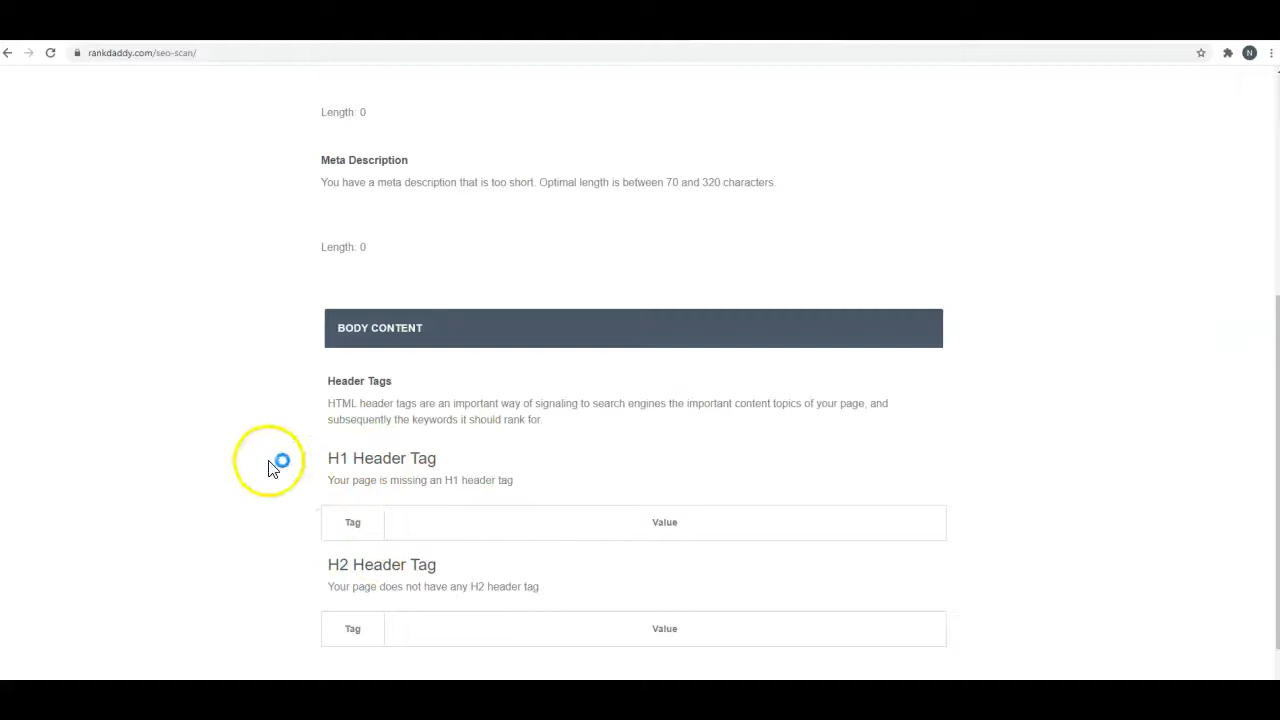 rankdaddy.com/seo-scan/
N
Length: 0
Meta Description
You have a meta description that is too short. Optimal length is between 70 and 320 characters.
Length: 0
BODY CONTENT
Header Tags
HTML header tags are an important way of signaling to search engines the important content topics of your page, and
subsequently the keywords it should rank for.
H1 Header Tag
Your page is missing an H1 header tag
Tag Value
H2 Header Tag
Your page does not have any H2 header tag
Tag Value